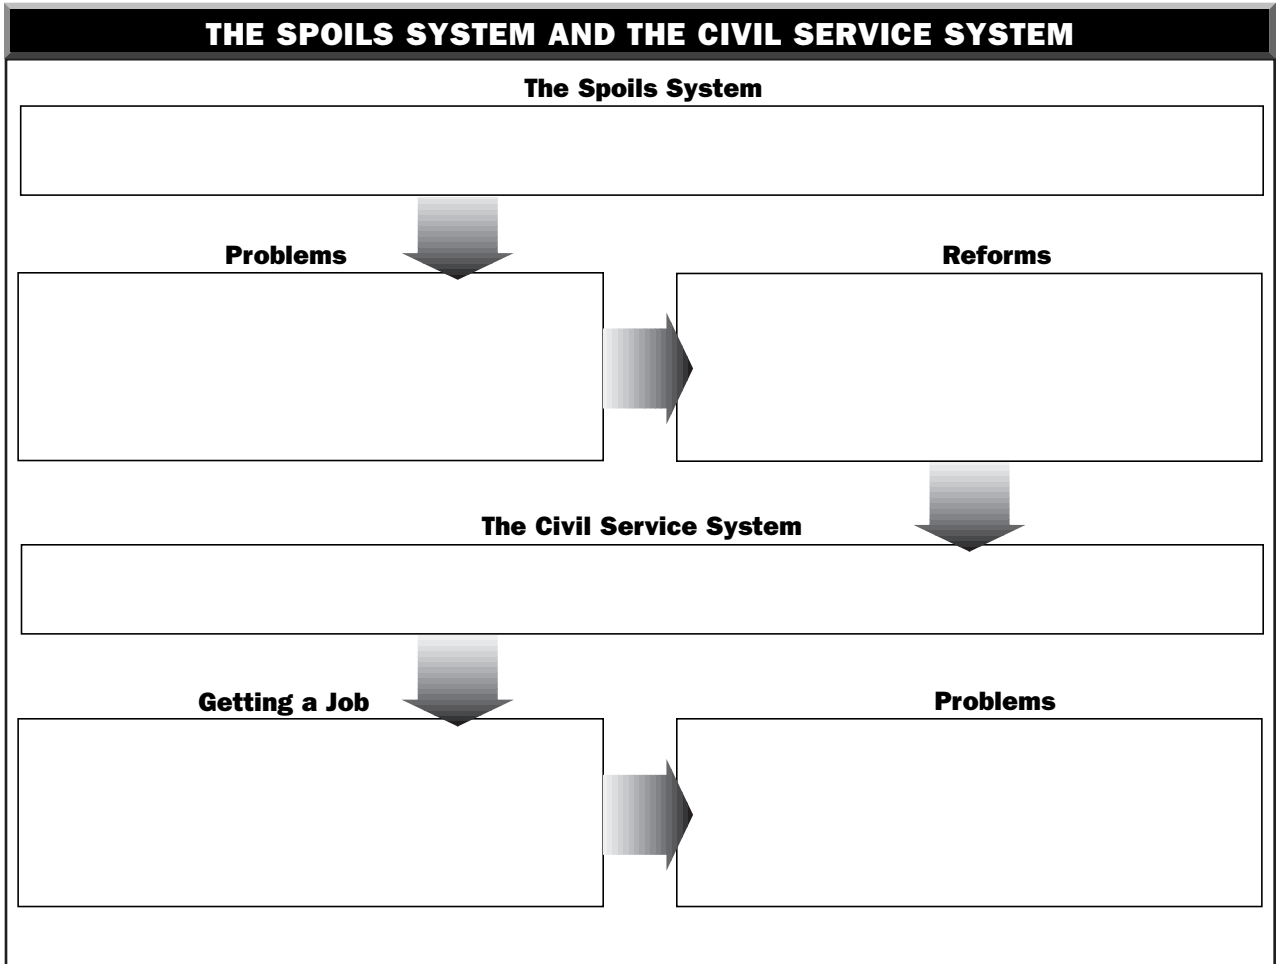 THE SPOILS SYSTEM AND THE CIVIL SERVICE SYSTEM
The Spoils System
Problems
Reforms
The Civil Service System
Getting a Job
Problems